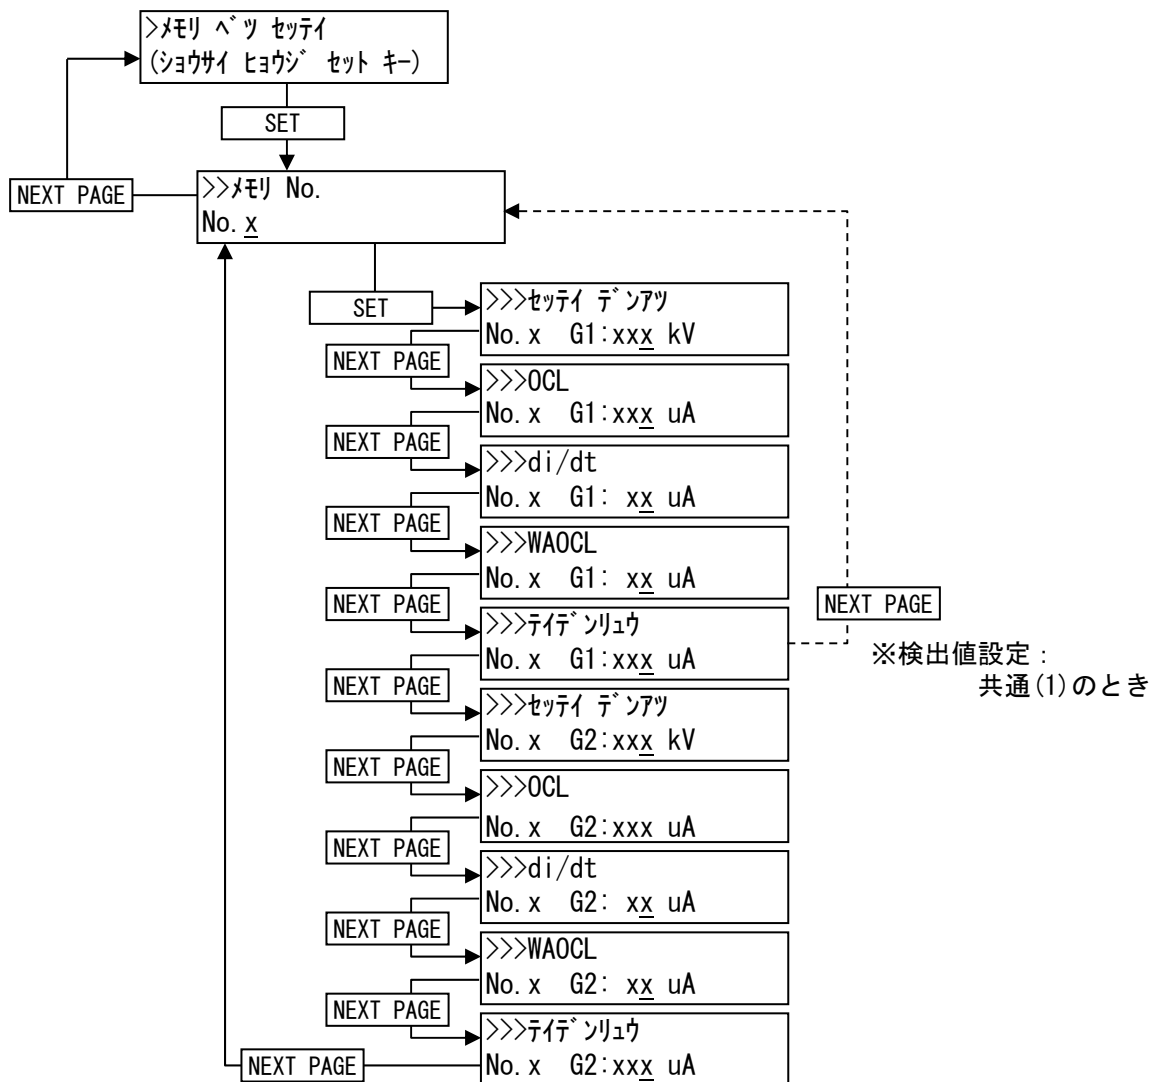 >ﾒﾓﾘ ﾍﾞﾂ ｾｯﾃｲ
(ｼｮｳｻｲ ﾋｮｳｼﾞ ｾｯﾄ ｷｰ)
SET
NEXT PAGE
>>ﾒﾓﾘ No.
No.x
SET
>>>ｾｯﾃｲ ﾃﾞﾝｱﾂ
No.x G1:xxx kV
NEXT PAGE
>>>OCL
No.x G1:xxx uA
NEXT PAGE
>>>di/dt
No.x G1: xx uA
NEXT PAGE
>>>WAOCL
No.x G1: xx uA
NEXT PAGE
>>>ﾃｲﾃﾞﾝﾘｭｳ
No.x G1:xxx uA
NEXT PAGE
※検出値設定：
共通(1)のとき
NEXT PAGE
>>>ｾｯﾃｲ ﾃﾞﾝｱﾂ
No.x G2:xxx kV
NEXT PAGE
>>>OCL
No.x G2:xxx uA
NEXT PAGE
>>>di/dt
No.x G2: xx uA
NEXT PAGE
>>>WAOCL
No.x G2: xx uA
NEXT PAGE
>>>ﾃｲﾃﾞﾝﾘｭｳ
No.x G2:xxx uA
NEXT PAGE